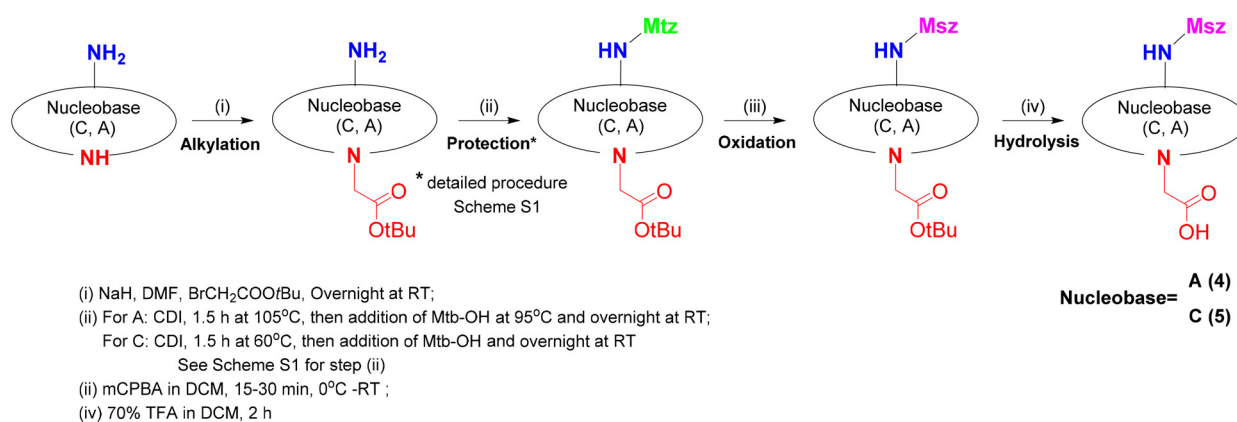 NH2
Nucleobase
(C, A)
NH
(i)
Alkylation
NH2
Nucleobase
(C, A)
N
O
OtBu
(ii)
Protection*
* detailed procedure
Scheme S1
Mtz
HN
Nucleobase
(C, A)
N
O
OtBu
(iii)
Oxidation
Msz
HN
Nucleobase
(C, A)
N
O
OtBu
(iv)
Hydrolysis
Msz
HN
Nucleobase
(C, A)
N
O
OH
(i) NaH, DMF, BrCH2COOtBu, Overnight at RT;
(ii) For A: CDI, 1.5 h at 105°C, then addition of Mtb-OH at 95°C and overnight at RT;
For C: CDI, 1.5 h at 60°C, then addition of Mtb-OH and overnight at RT
See Scheme S1 for step (ii)
(ii) mCPBA in DCM, 15-30 min, 0°C -RT ;
(iv) 70% TFA in DCM, 2 h
Nucleobase=
A (4)
C (5)